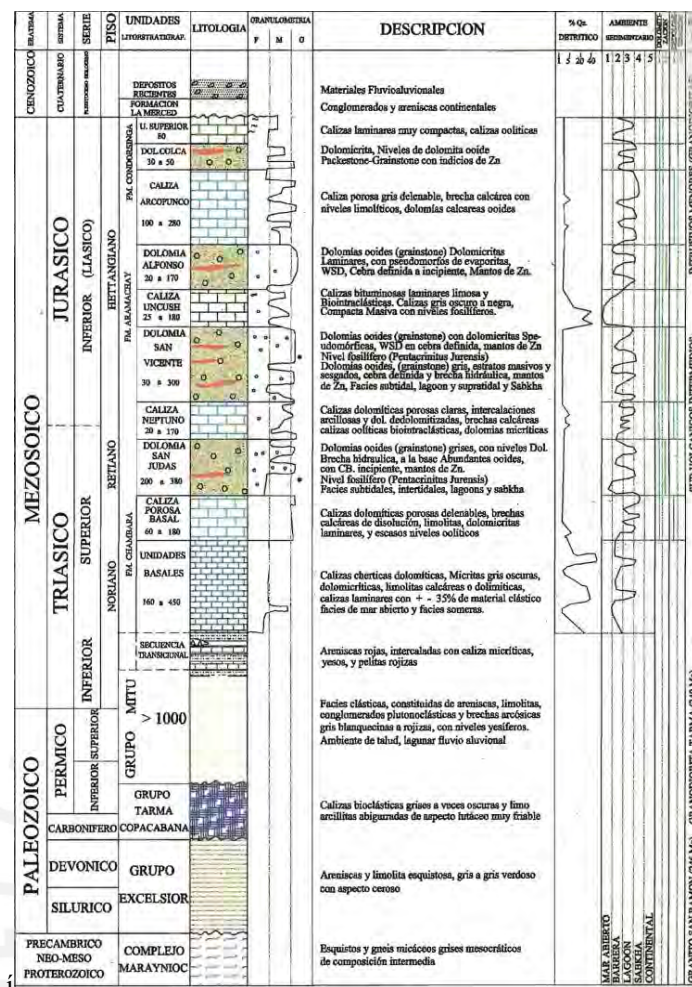 ERATEMA
SISTEMA
SERIE
PISO
UNIDADES
LITORSTRATIGRAF.
LITOLOGIA
GRANULOMETRIA
F M G
DESCRIPCION
% Qz.
DETRITICO
1 5 20 40
AMBIENTE
SEDIMENTARIO
1 2 3 4 5
CENOZOICO
CUATERNARIO
DEPOSITOS
RECIENTES
Materiales Fluvioaluvionales
FORMACION
LA MERCED
Conglomerados y areniscas continentales
MEZOSOICO
JURASICO
INFERIOR (LIASICO)
HETTANGIANO
FM. CONDORSINGA
U. SUPERIOR
80
Calizas laminares muy compactas, calizas oolíticas
DOL.COLCA
30 a 50
Dolomicrita, Niveles de dolomita ooide
Packestone-Grainstone con indicios de Zn
CALIZA
ARCOPUNCO
100 a 280
Caliza porosa gris delenable, brecha calcárea con
niveles limolíticos, dolomías calcareas ooides
FM. ARAMACHAY
DOLOMIA
ALFONSO
20 a 170
Dolomías ooides (grainstone) Dolomicritas
Laminares, con pseudomorfos de evaporitas,
WSD, Cebra definida a incipiente, Mantos de Zn.
CALIZA
UNCUSH
25 a 180
Calizas bituminosas laminares limosa y
Biointraclásticas. Calizas gris oscuro a negra,
Compacta Masiva con niveles fosilíferos.
DOLOMIA
SAN
VICENTE
30 a 300
Dolomías ooides (grainstone) con dolomicritas Spe-
udomórficas, WSD en cebra definida, mantos de Zn
Nivel fosilífero (Pentacrinitus Jurensis)
Dolomías ooides, (grainstone) gris, estratos masivos y
sesgados, cebra definida y brecha hidráulica, mantos
de Zn, Facies subtidal, lagoon y supratidal y Sabkha
TRIASICO
SUPERIOR
RETIANO
CALIZA
NEPTUNO
20 a 170
Calizas dolomíticas porosas claras, intercalaciones
arcillosas y dol. dedolomitizados, brechas calcáreas
calizas oolíticas biointraclásticas, dolomias micríticas
DOLOMIA
SAN
JUDAS
200 a 380
Dolomias ooides (grainstone) grises, con niveles Dol.
Brecha hidraulica, a la base Abundantes ooides,
con CB. incipiente, mantos de Zn.
Nivel fosilífero (Pentacrinitus Jurensis)
Facies subtidales, intertidales, lagoons y sabkha
FM. CHAMBARA
NORIANO
CALIZA
POROSA
BASAL
60 a 180
Calizas dolomíticas porosas delenables, brechas
calcáreas de disolución, limolitas, dolomicritas
laminares, y escasos niveles oolíticos
UNIDADES
BASALES
160 a 450
Calizas cherticas dolomíticas, Micritas gris oscuras,
dolomicríticas, limolitas calcáreas o dolimiticas,
calizas laminares con + - 35% de material clástico
facies de mar abierto y facies someras.
INFERIOR
SECUENCIA
TRANSICIONAL
Areniscas rojas, intercaladas con caliza micríticas,
yesos, y pelitas rojizas
PALEOZOICO
PERMICO
SUPERIOR
INFERIOR
GRUPO MITU
> 1000
Facies clásticas, constituidas de areniscas, limolitas,
conglomerados plutonoclásticos y brechas arcósicas
gris blanquecinas a rojizas, con niveles yesíferos.
Ambiente de talud, lagunar fluvio aluvional
CARBONIFERO
GRUPO
TARMA
COPACABANA
Calizas bioclásticas grises a veces oscuras y limo
arcillitas abigarradas de aspecto lutáceo muy friable
DEVONICO
SILURICO
GRUPO
EXCELSIOR
Areniscas y limolita esquistosa, gris a gris verdoso
con aspecto ceroso
PRECAMBRICO
NEO-MESO
PROTEROZOICO
COMPLEJO
MARAYNIOC
Esquistos y gneis micáceos grises mesocráticos
de composición intermedia
MAR ABIERTO
BARRERA
LAGOON
SABKHA
CONTINENTAL
í